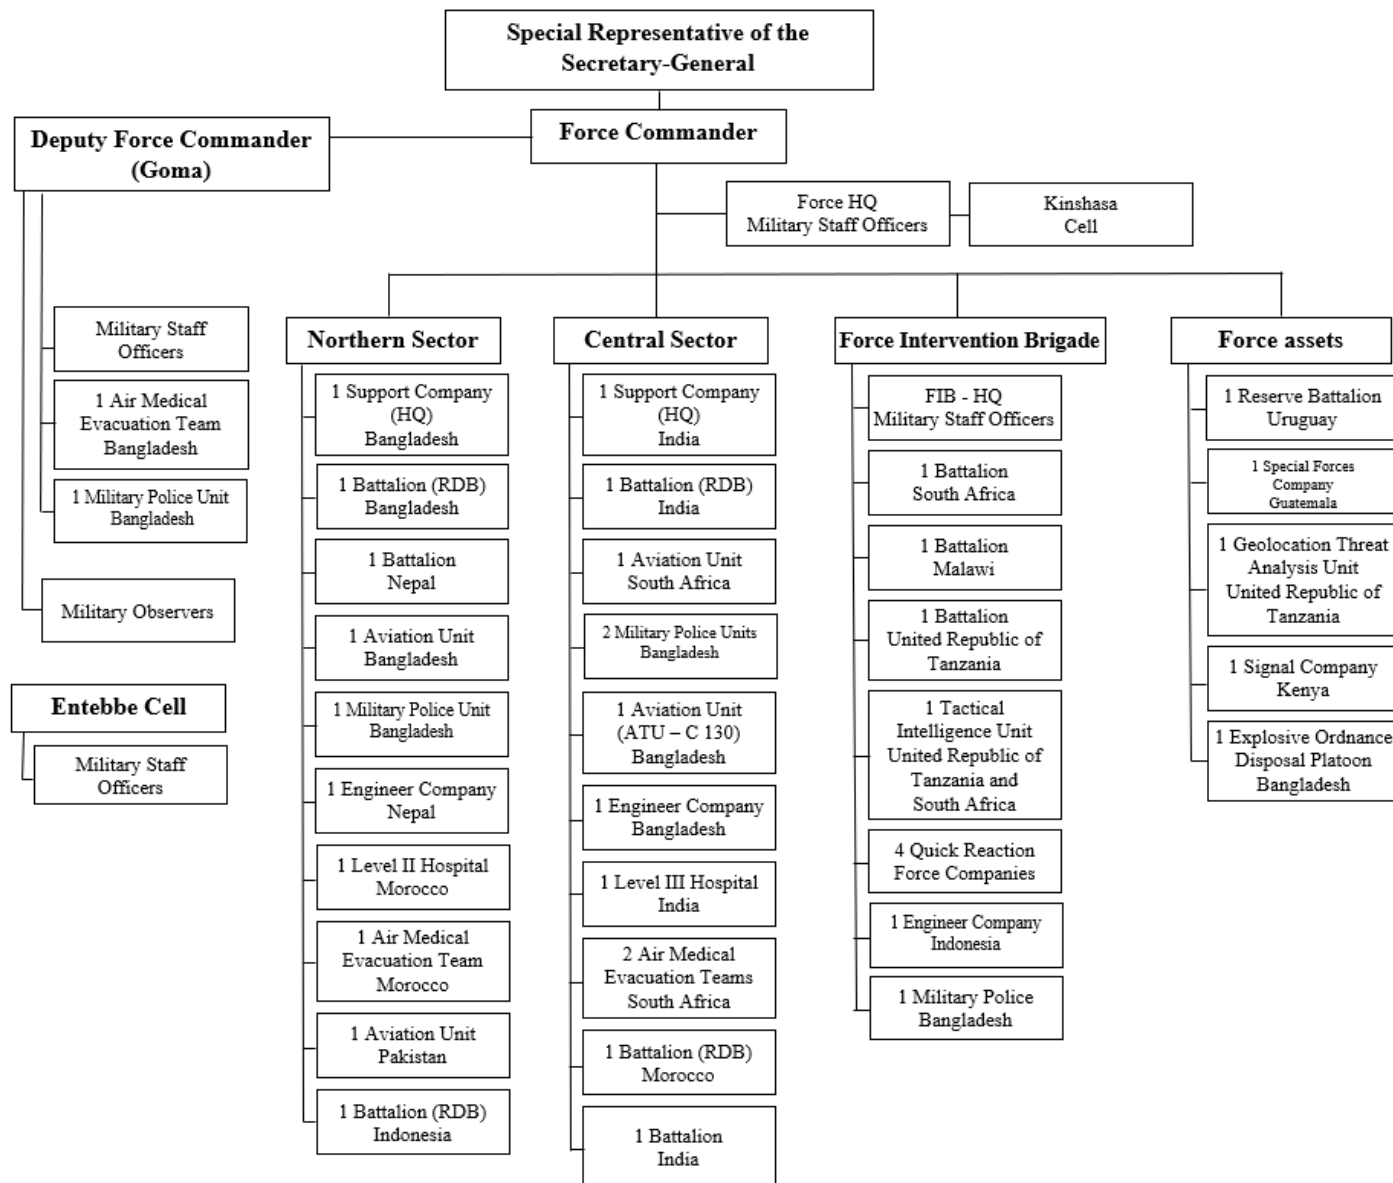 Special Representative of the
Secretary-General
Force Commander
Deputy Force Commander
(Goma)
Force HQ
Military Staff Officers
Kinshasa
Cell
Military Staff
Officers
1 Air Medical
Evacuation Team
Bangladesh
1 Military Police Unit
Bangladesh
Military Observers
Entebbe Cell
Military Staff
Officers
Northern Sector
1 Support Company
(HQ)
Bangladesh
1 Battalion (RDB)
Bangladesh
1 Battalion
Nepal
1 Aviation Unit
Bangladesh
1 Military Police Unit
Bangladesh
1 Engineer Company
Nepal
1 Level II Hospital
Morocco
1 Air Medical
Evacuation Team
Morocco
1 Aviation Unit
Pakistan
1 Battalion (RDB)
Indonesia
Central Sector
1 Support Company
(HQ)
India
1 Battalion (RDB)
India
1 Aviation Unit
South Africa
2 Military Police Units
Bangladesh
1 Aviation Unit
(ATU – C 130)
Bangladesh
1 Engineer Company
Bangladesh
1 Level III Hospital
India
2 Air Medical
Evacuation Teams
South Africa
1 Battalion (RDB)
Morocco
1 Battalion
India
Force Intervention Brigade
FIB - HQ
Military Staff Officers
1 Battalion
South Africa
1 Battalion
Malawi
1 Battalion
United Republic of
Tanzania
1 Tactical
Intelligence Unit
United Republic of
Tanzania and
South Africa
4 Quick Reaction
Force Companies
1 Engineer Company
Indonesia
1 Military Police
Bangladesh
Force assets
1 Reserve Battalion
Uruguay
1 Special Forces
Company
Guatemala
1 Geolocation Threat
Analysis Unit
United Republic of
Tanzania
1 Signal Company
Kenya
1 Explosive Ordnance
Disposal Platoon
Bangladesh